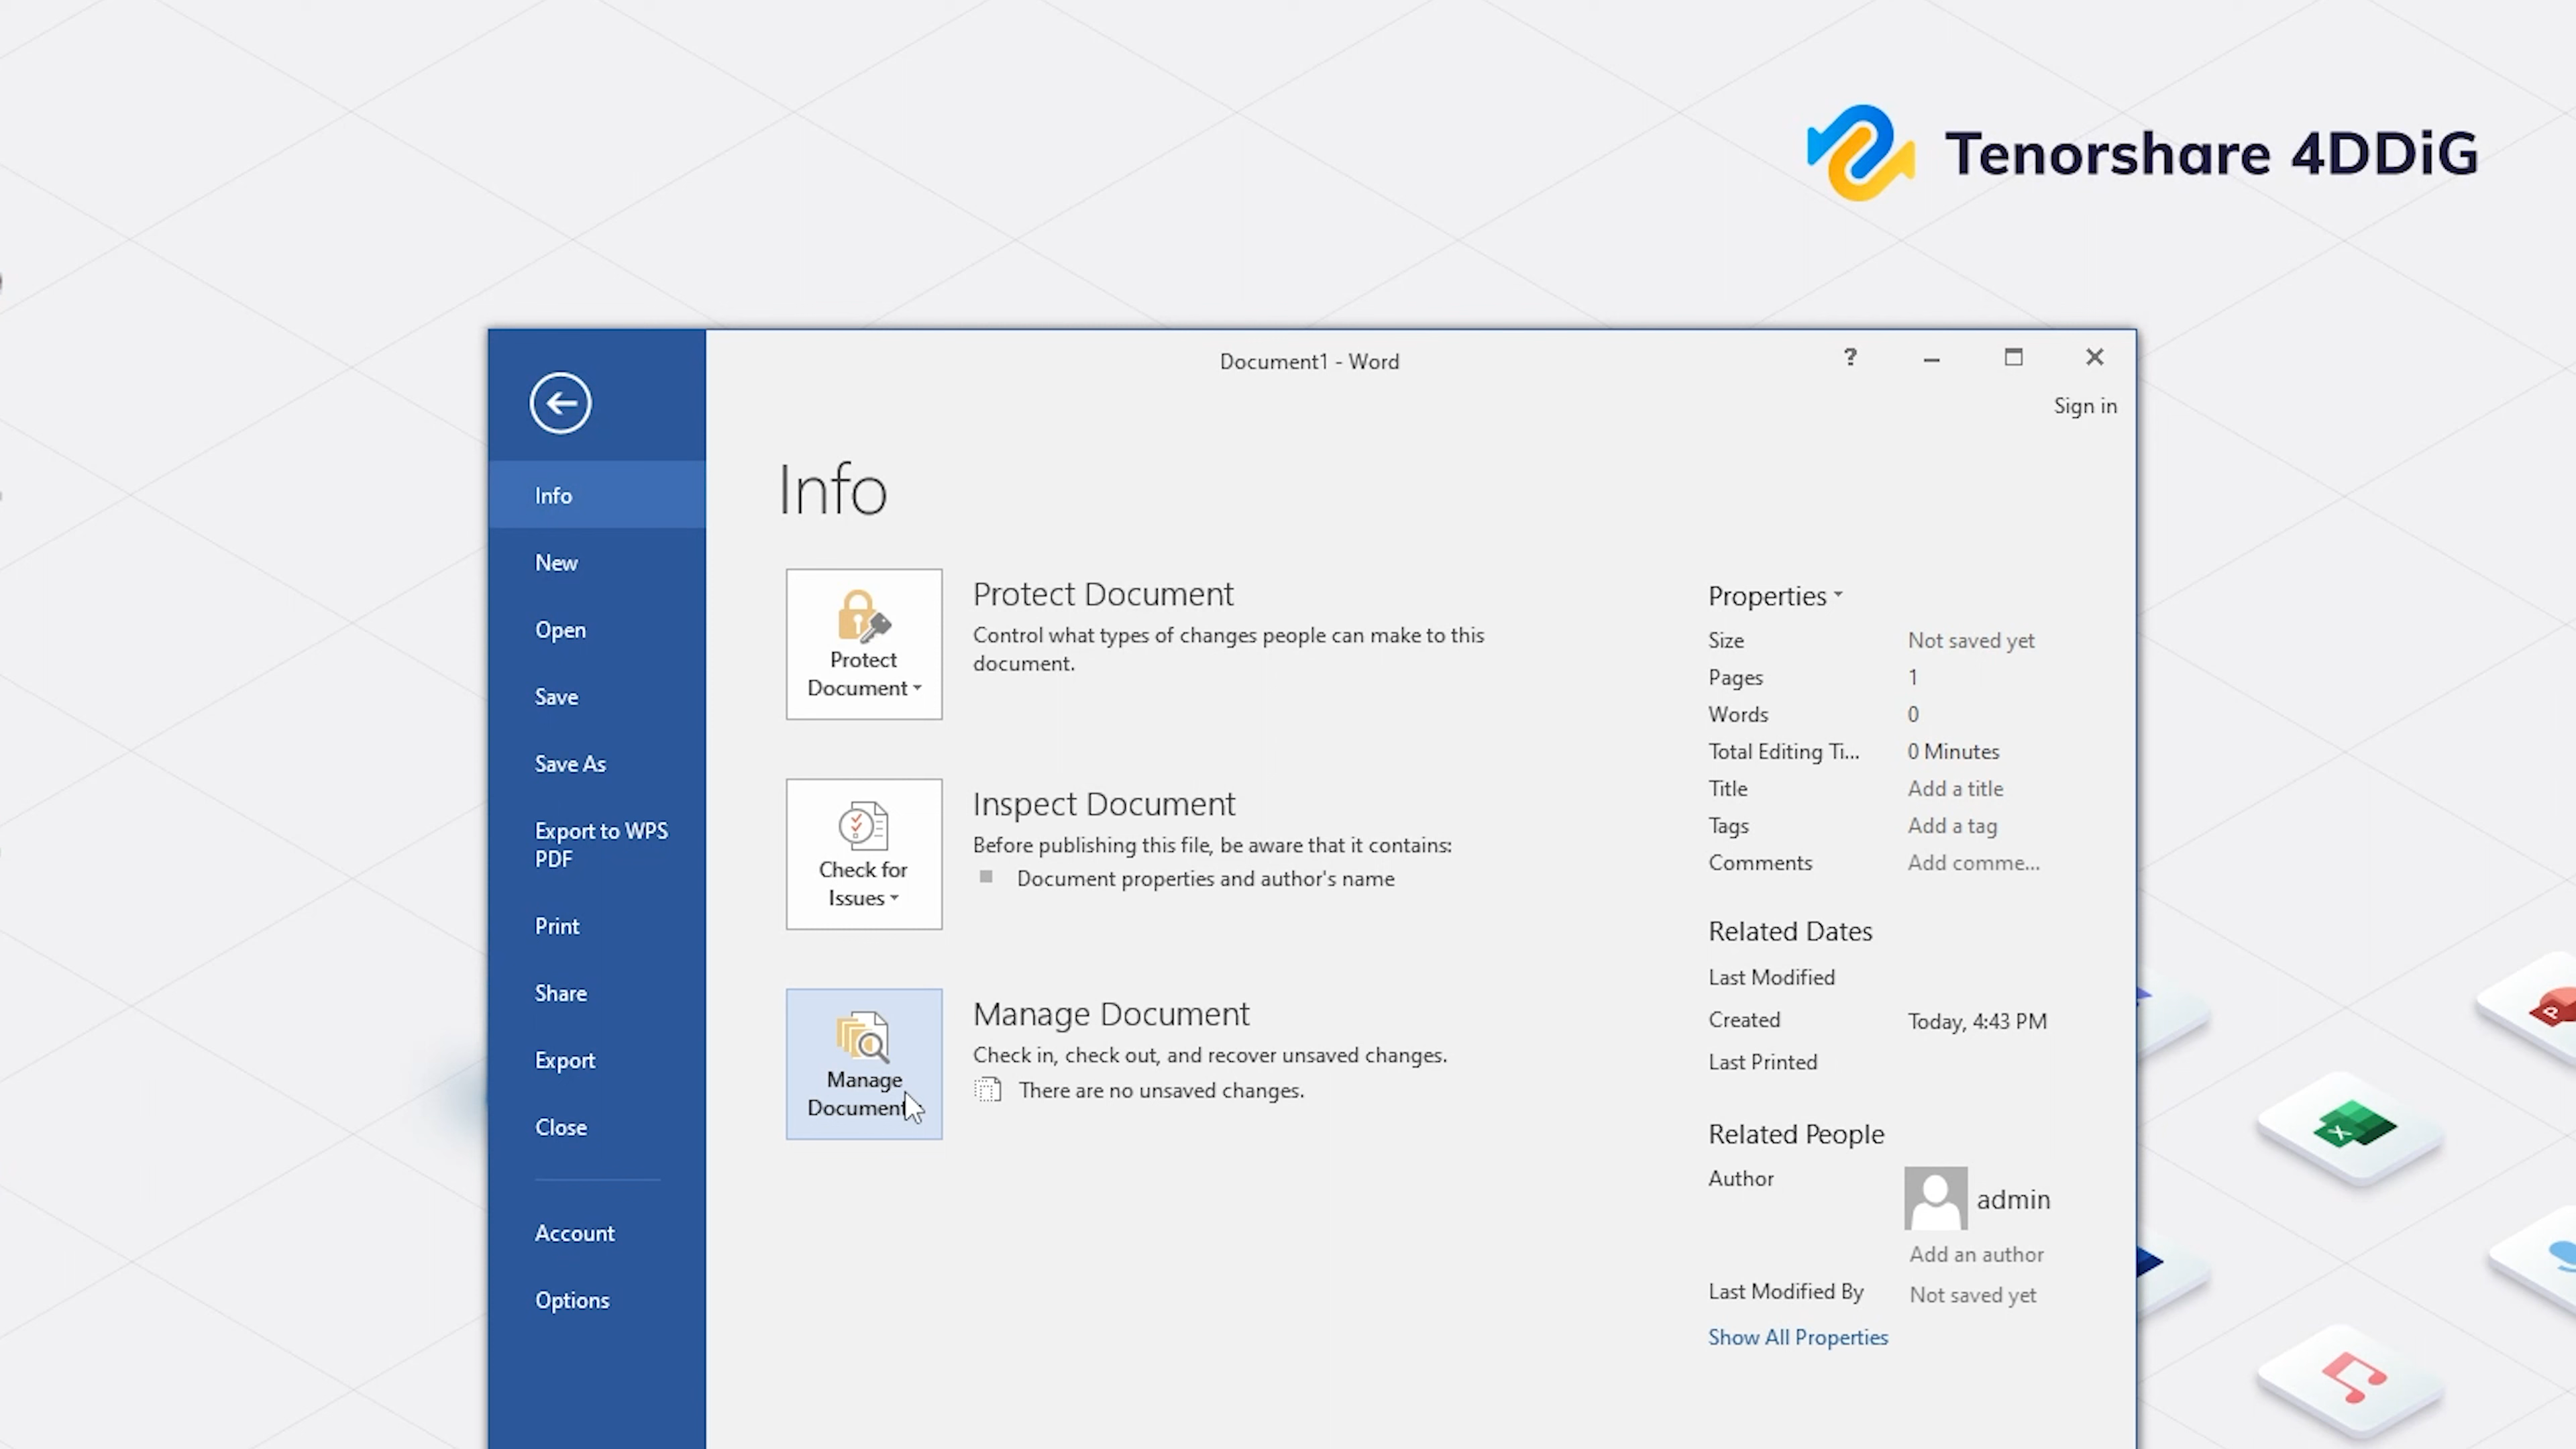 Tenorshare 4DDiG
Document1 - Word
?
Sign in
Info
New
Open
Save
Save As
Export to WPS
PDF
Print
Share
Export
Close
Account
Options
Info
Protect
Document
Protect Document
Control what types of changes people can make to this
document.
Check for
Issues
Inspect Document
Before publishing this file, be aware that it contains:
Document properties and author's name
Manage
Document
Manage Document
Check in, check out, and recover unsaved changes.
There are no unsaved changes.
Properties
Size Not saved yet
Pages 1
Words 0
Total Editing Ti... 0 Minutes
Title Add a title
Tags Add a tag
Comments Add comme...
Related Dates
Last Modified
Created Today, 4:43 PM
Last Printed
Related People
Author admin
Add an author
Last Modified By Not saved yet
Show All Properties
P
X